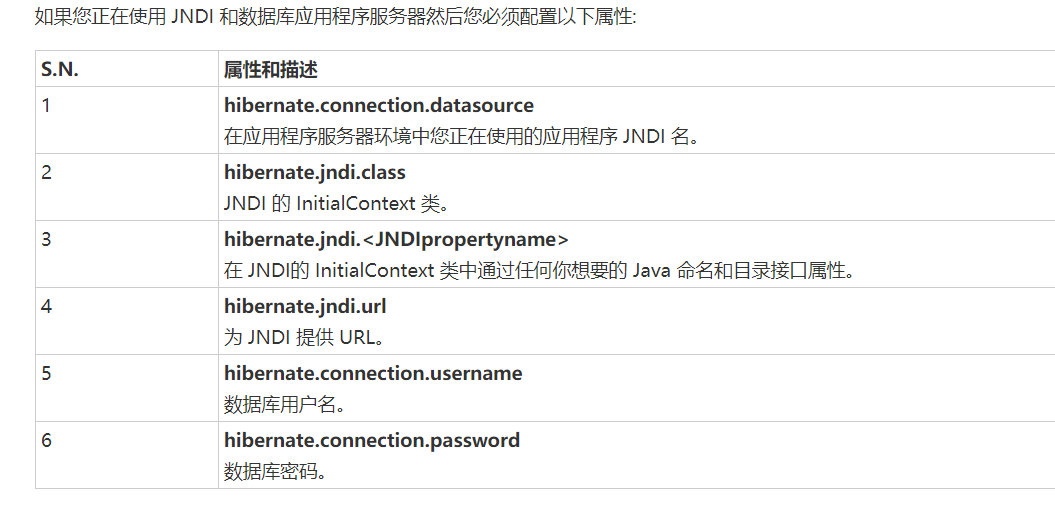 如果您正在使用 JNDI 和数据库应用程序服务器然后您必须配置以下属性:
S.N. 属性和描述
1 hibernate.connection.datasource
在应用程序服务器环境中您正在使用的应用程序 JNDI 名。
2 hibernate.jndi.class
JNDI 的 InitialContext 类。
3 hibernate.jndi.<JNDIpropertyname>
在 JNDI的 InitialContext 类中通过任何你想要的 Java 命名和目录接口属性。
4 hibernate.jndi.url
为 JNDI 提供 URL。
5 hibernate.connection.username
数据库用户名。
6 hibernate.connection.password
数据库密码。